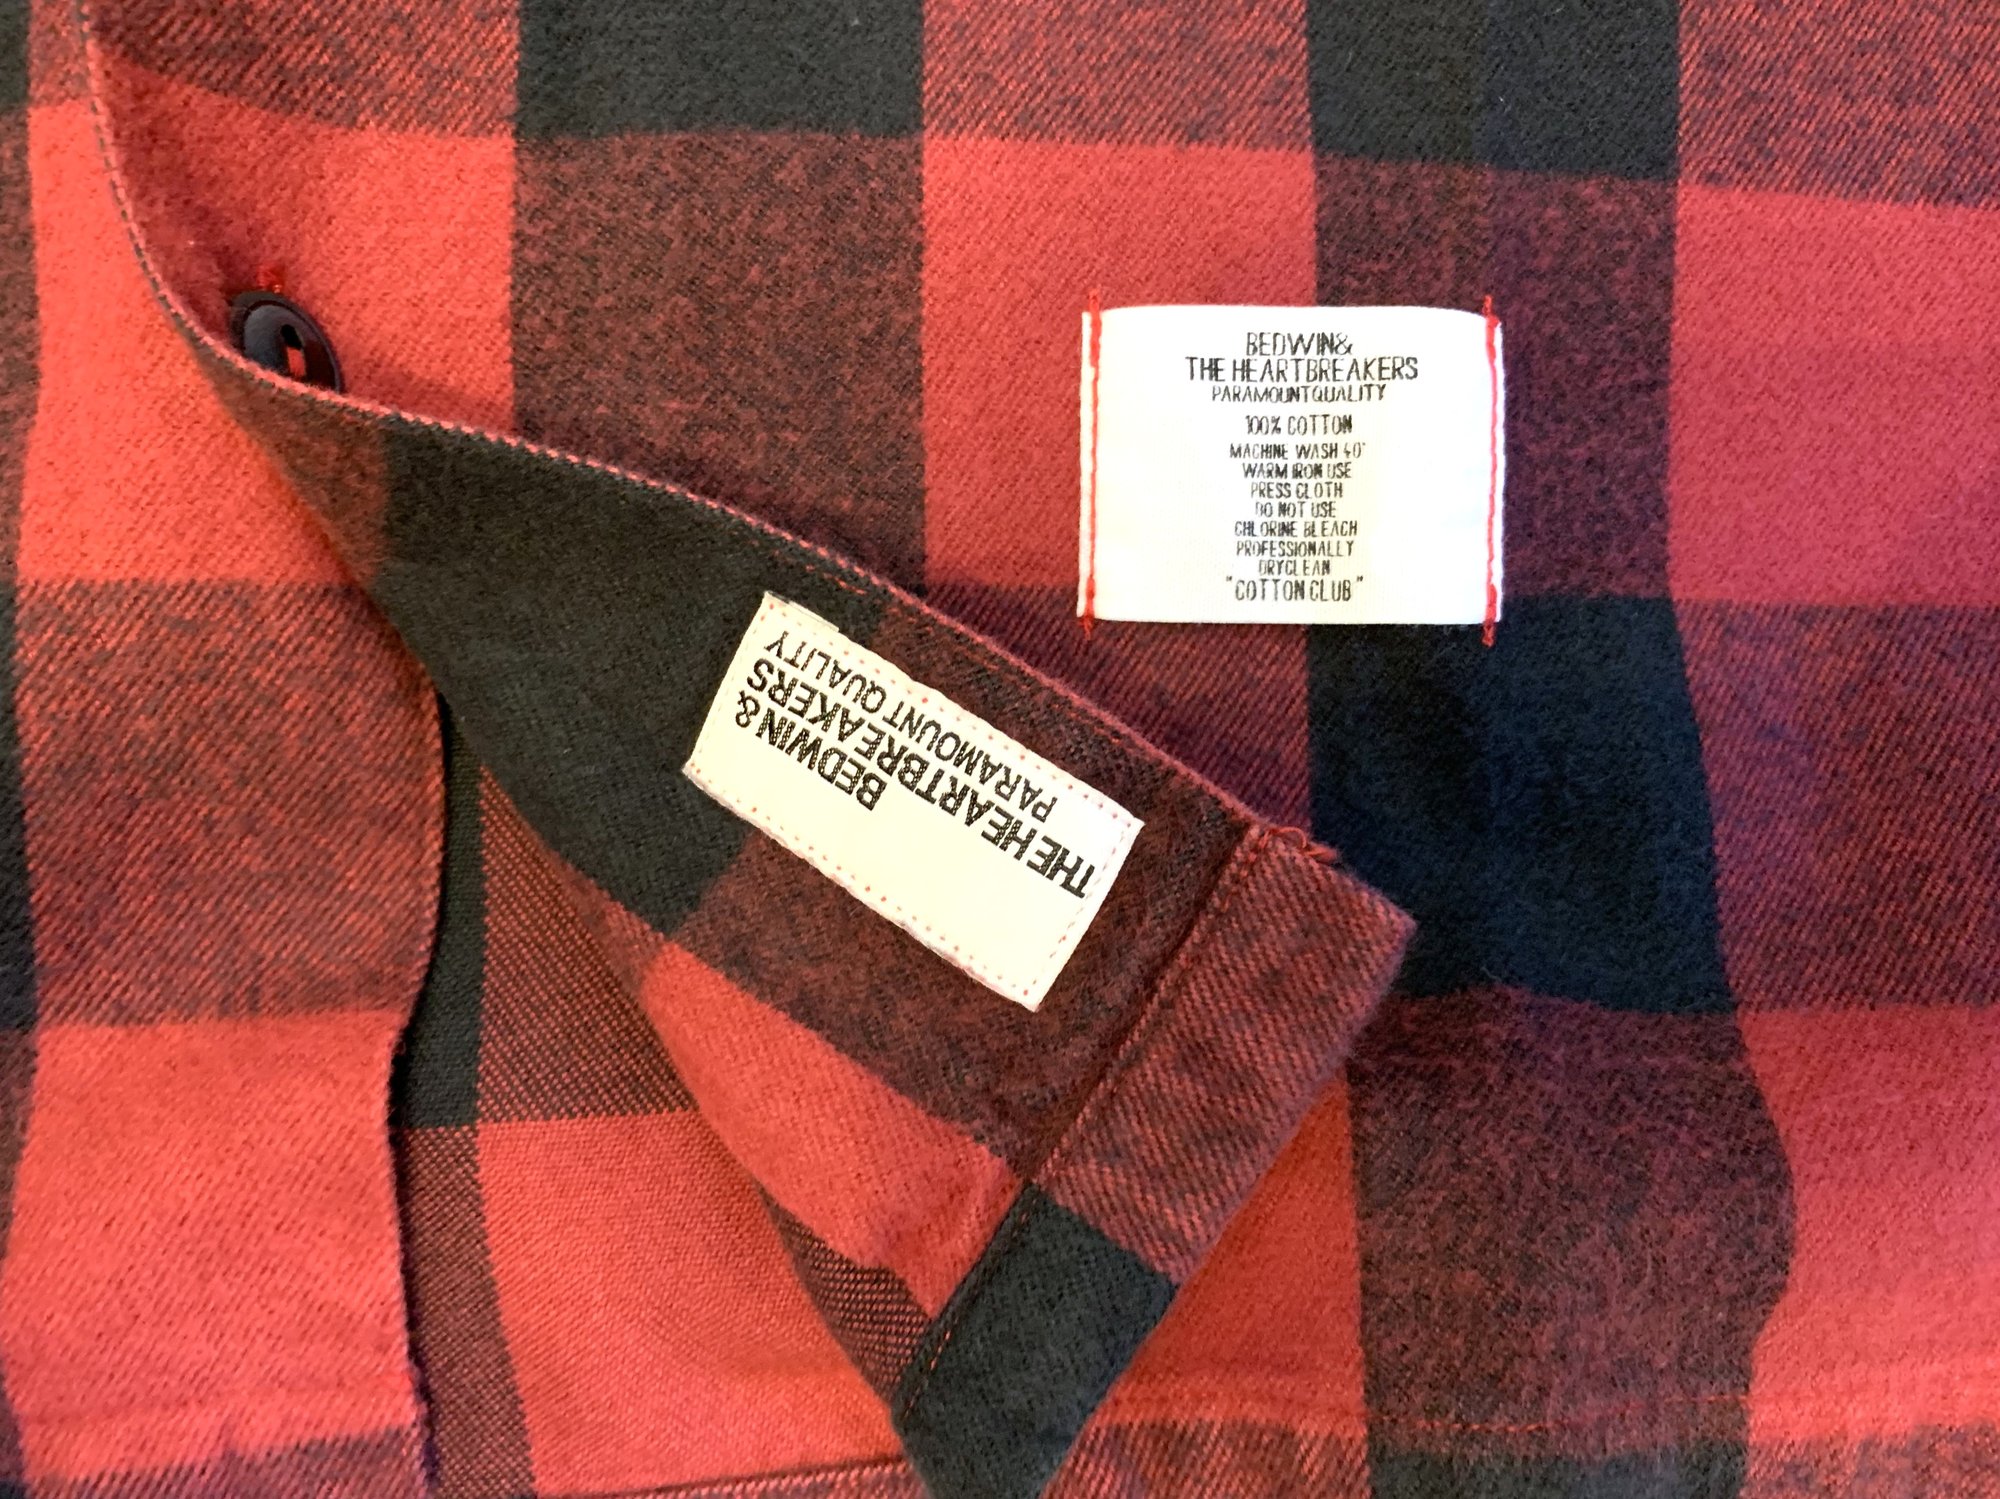 BEDWIN&
THE HEARTBREAKERS
PARAMOUNTQUALITY
100% COTTON
MACHINE WASH 40°
WARM IRON USE
PRESS CLOTH
DO NOT USE
CHLORINE BLEACH
PROFESSIONALLY
DRYCLEAN
"COTTON CLUB"
BEDWIN &
THE HEARTBREAKERS
PARAMOUNT QUALITY